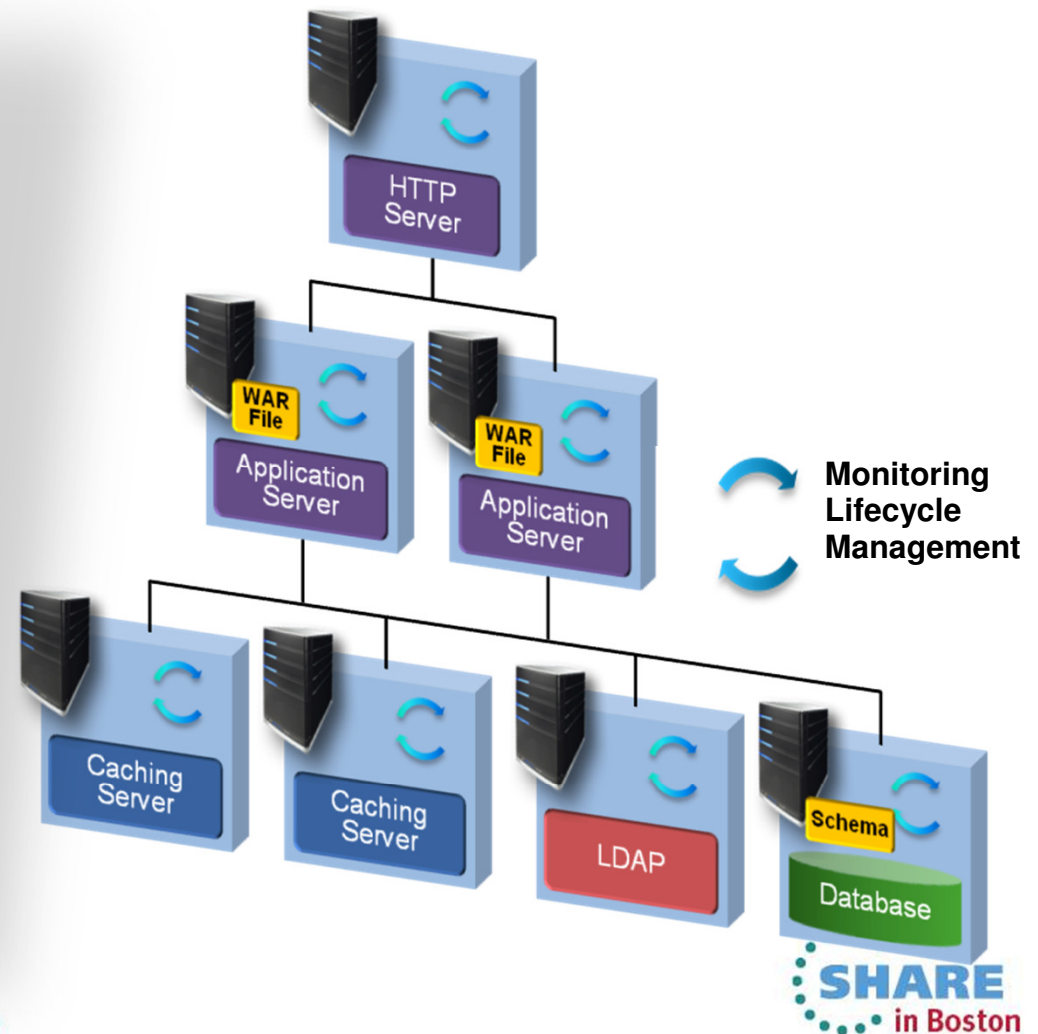 HTTP
Server
WAR
File
Application
Server
WAR
File
Application
Server
Monitoring
Lifecycle
Management
Caching
Server
Caching
Server
LDAP
Schema
Database
SHARE
in Boston